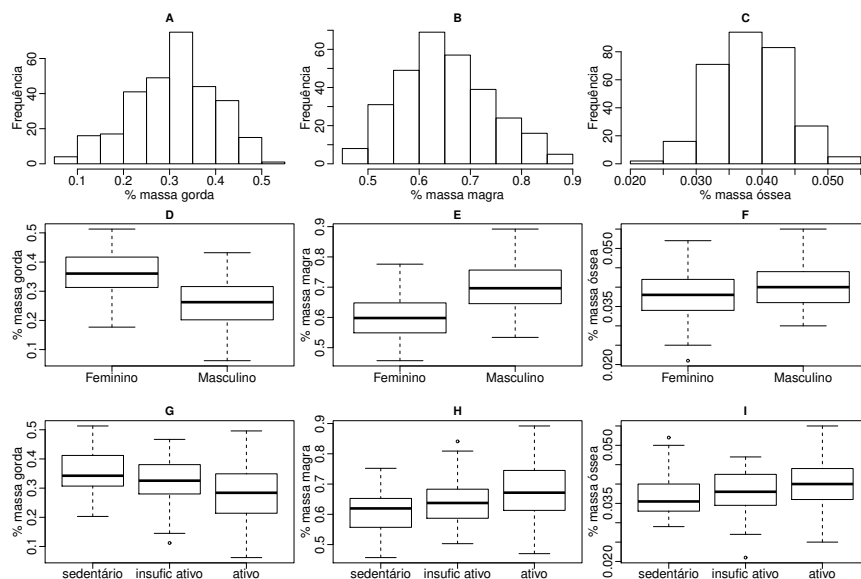 A
Frequência
0 20 40 60
0.1 0.2 0.3 0.4 0.5
% massa gorda
B
Frequência
0 20 40 60
0.5 0.6 0.7 0.8 0.9
% massa magra
C
Frequência
0 20 40 60 80
0.020 0.030 0.040 0.050
% massa óssea
D
% massa gorda
0.1 0.2 0.3 0.4 0.5
Feminino Masculino
E
% massa magra
0.5 0.6 0.7 0.8 0.9
Feminino Masculino
F
% massa óssea
0.020 0.035 0.050
Feminino Masculino
G
% massa gorda
0.1 0.2 0.3 0.4 0.5
sedentário insufic ativo ativo
H
% massa magra
0.5 0.6 0.7 0.8 0.9
sedentário insufic ativo ativo
I
% massa óssea
0.020 0.035 0.050
sedentário insufic ativo ativo